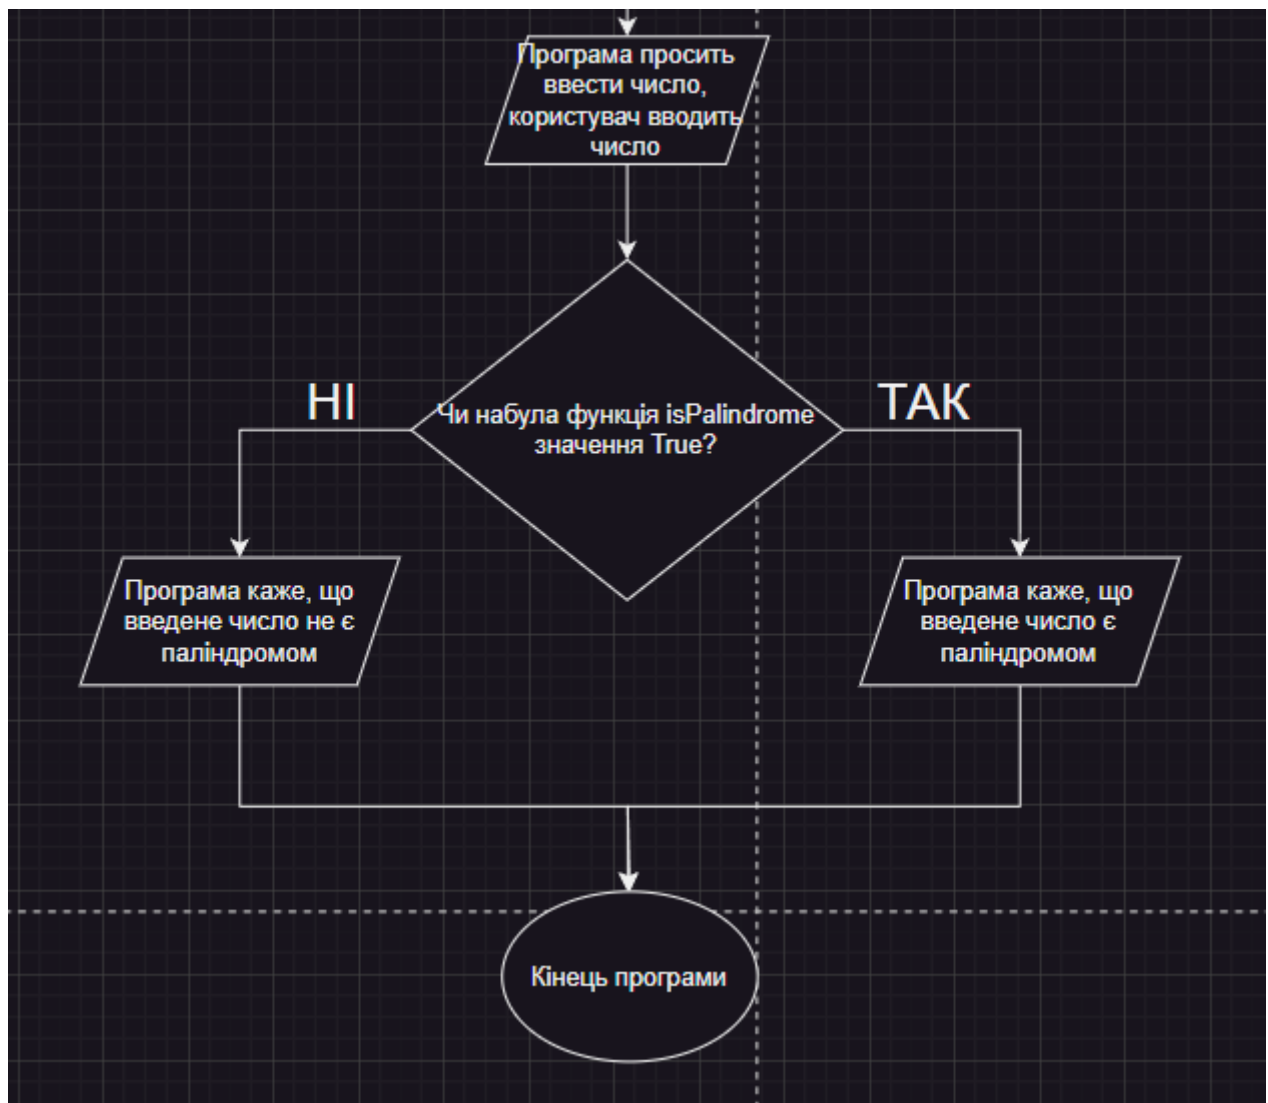 Програма просить
ввести число,
користувач вводить
число
НІ
ТАК
Чи набула функція isPalindrome
значення True?
Програма каже, що
введене число не є
паліндромом
Програма каже, що
введене число є
паліндромом
Кінець програми